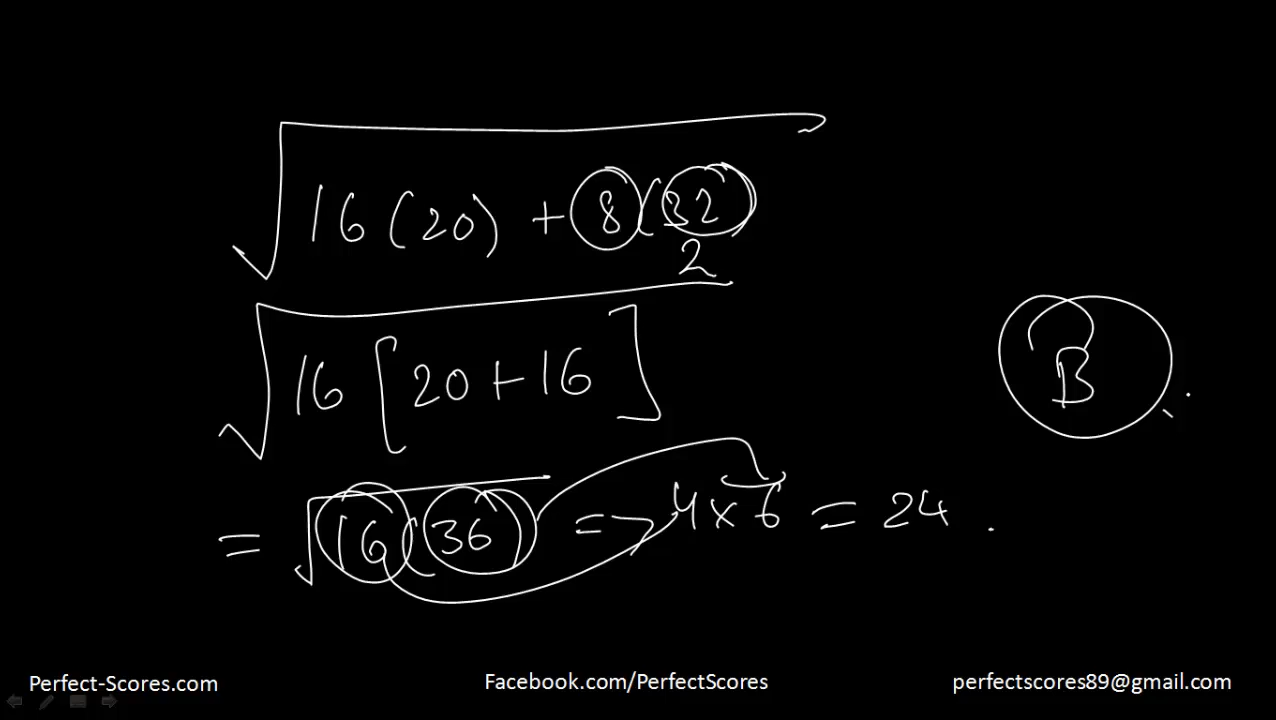 √16(20) + 8(32)
2
√16[20+16]
B
= √16(36) => 4×6 = 24.
Perfect-Scores.com
Facebook.com/PerfectScores
perfectscores89@gmail.com